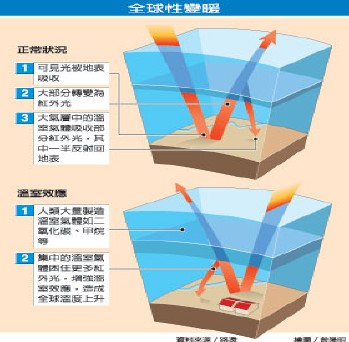 全球性變暖
正常狀況
1 可見光被地表
吸收
2 大部分轉變為
紅外光
3 大氣層中的溫
室氣體吸收部
分紅外光，其
中一半反射回
地表
溫室效應
1 人類大量製造
溫室氣體如二
氧化碳、甲烷
等
2 集中的溫室氣
體困住更多紅
外光，增強溫
室效應，造成
全球溫度上升
資料來源／路透
繪圖／